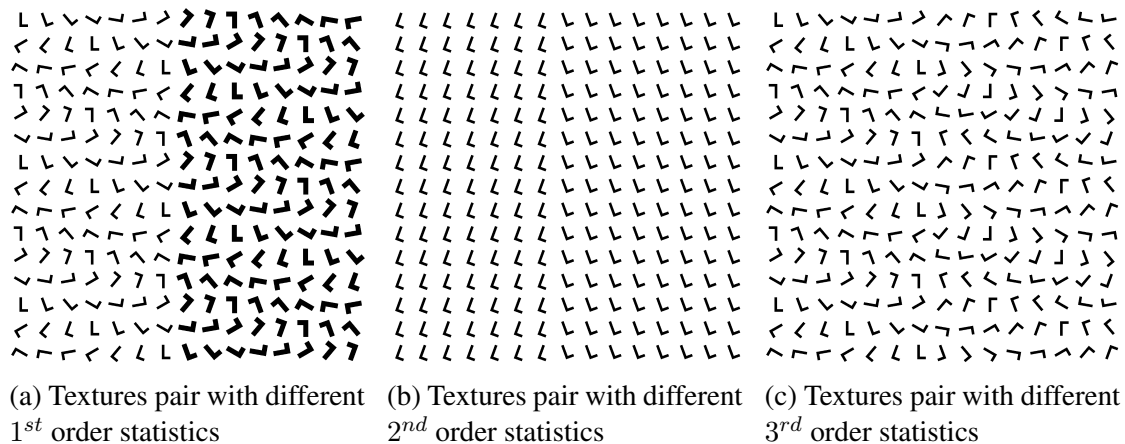 (a) Textures pair with different
1st order statistics
(b) Textures pair with different
2nd order statistics
(c) Textures pair with different
3rd order statistics